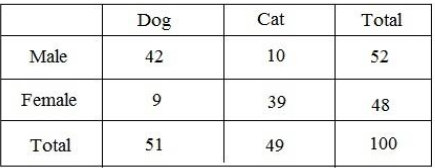 Dog Cat Total
Male 42 10 52
Female 9 39 48
Total 51 49 100